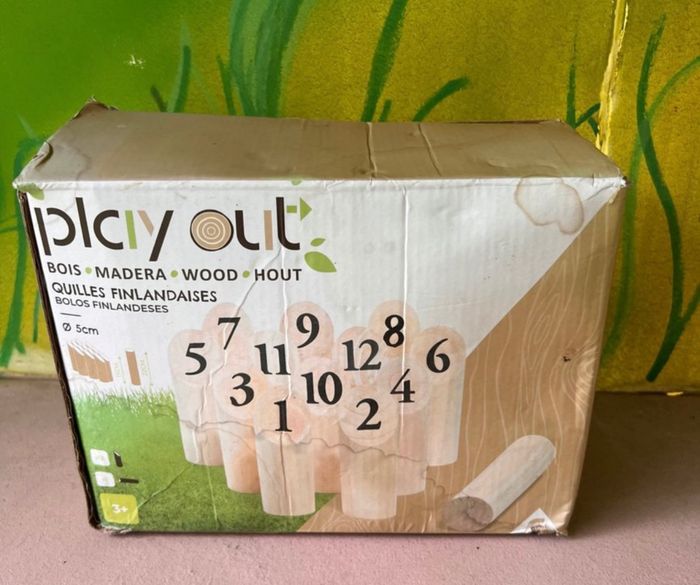 play out
BOIS • MADERA • WOOD • HOUT
QUILLES FINLANDAISES
BOLOS FINLANDESES
Ø 5cm
7 9 8
5 11 12 6
3 10 4
1 2
3+